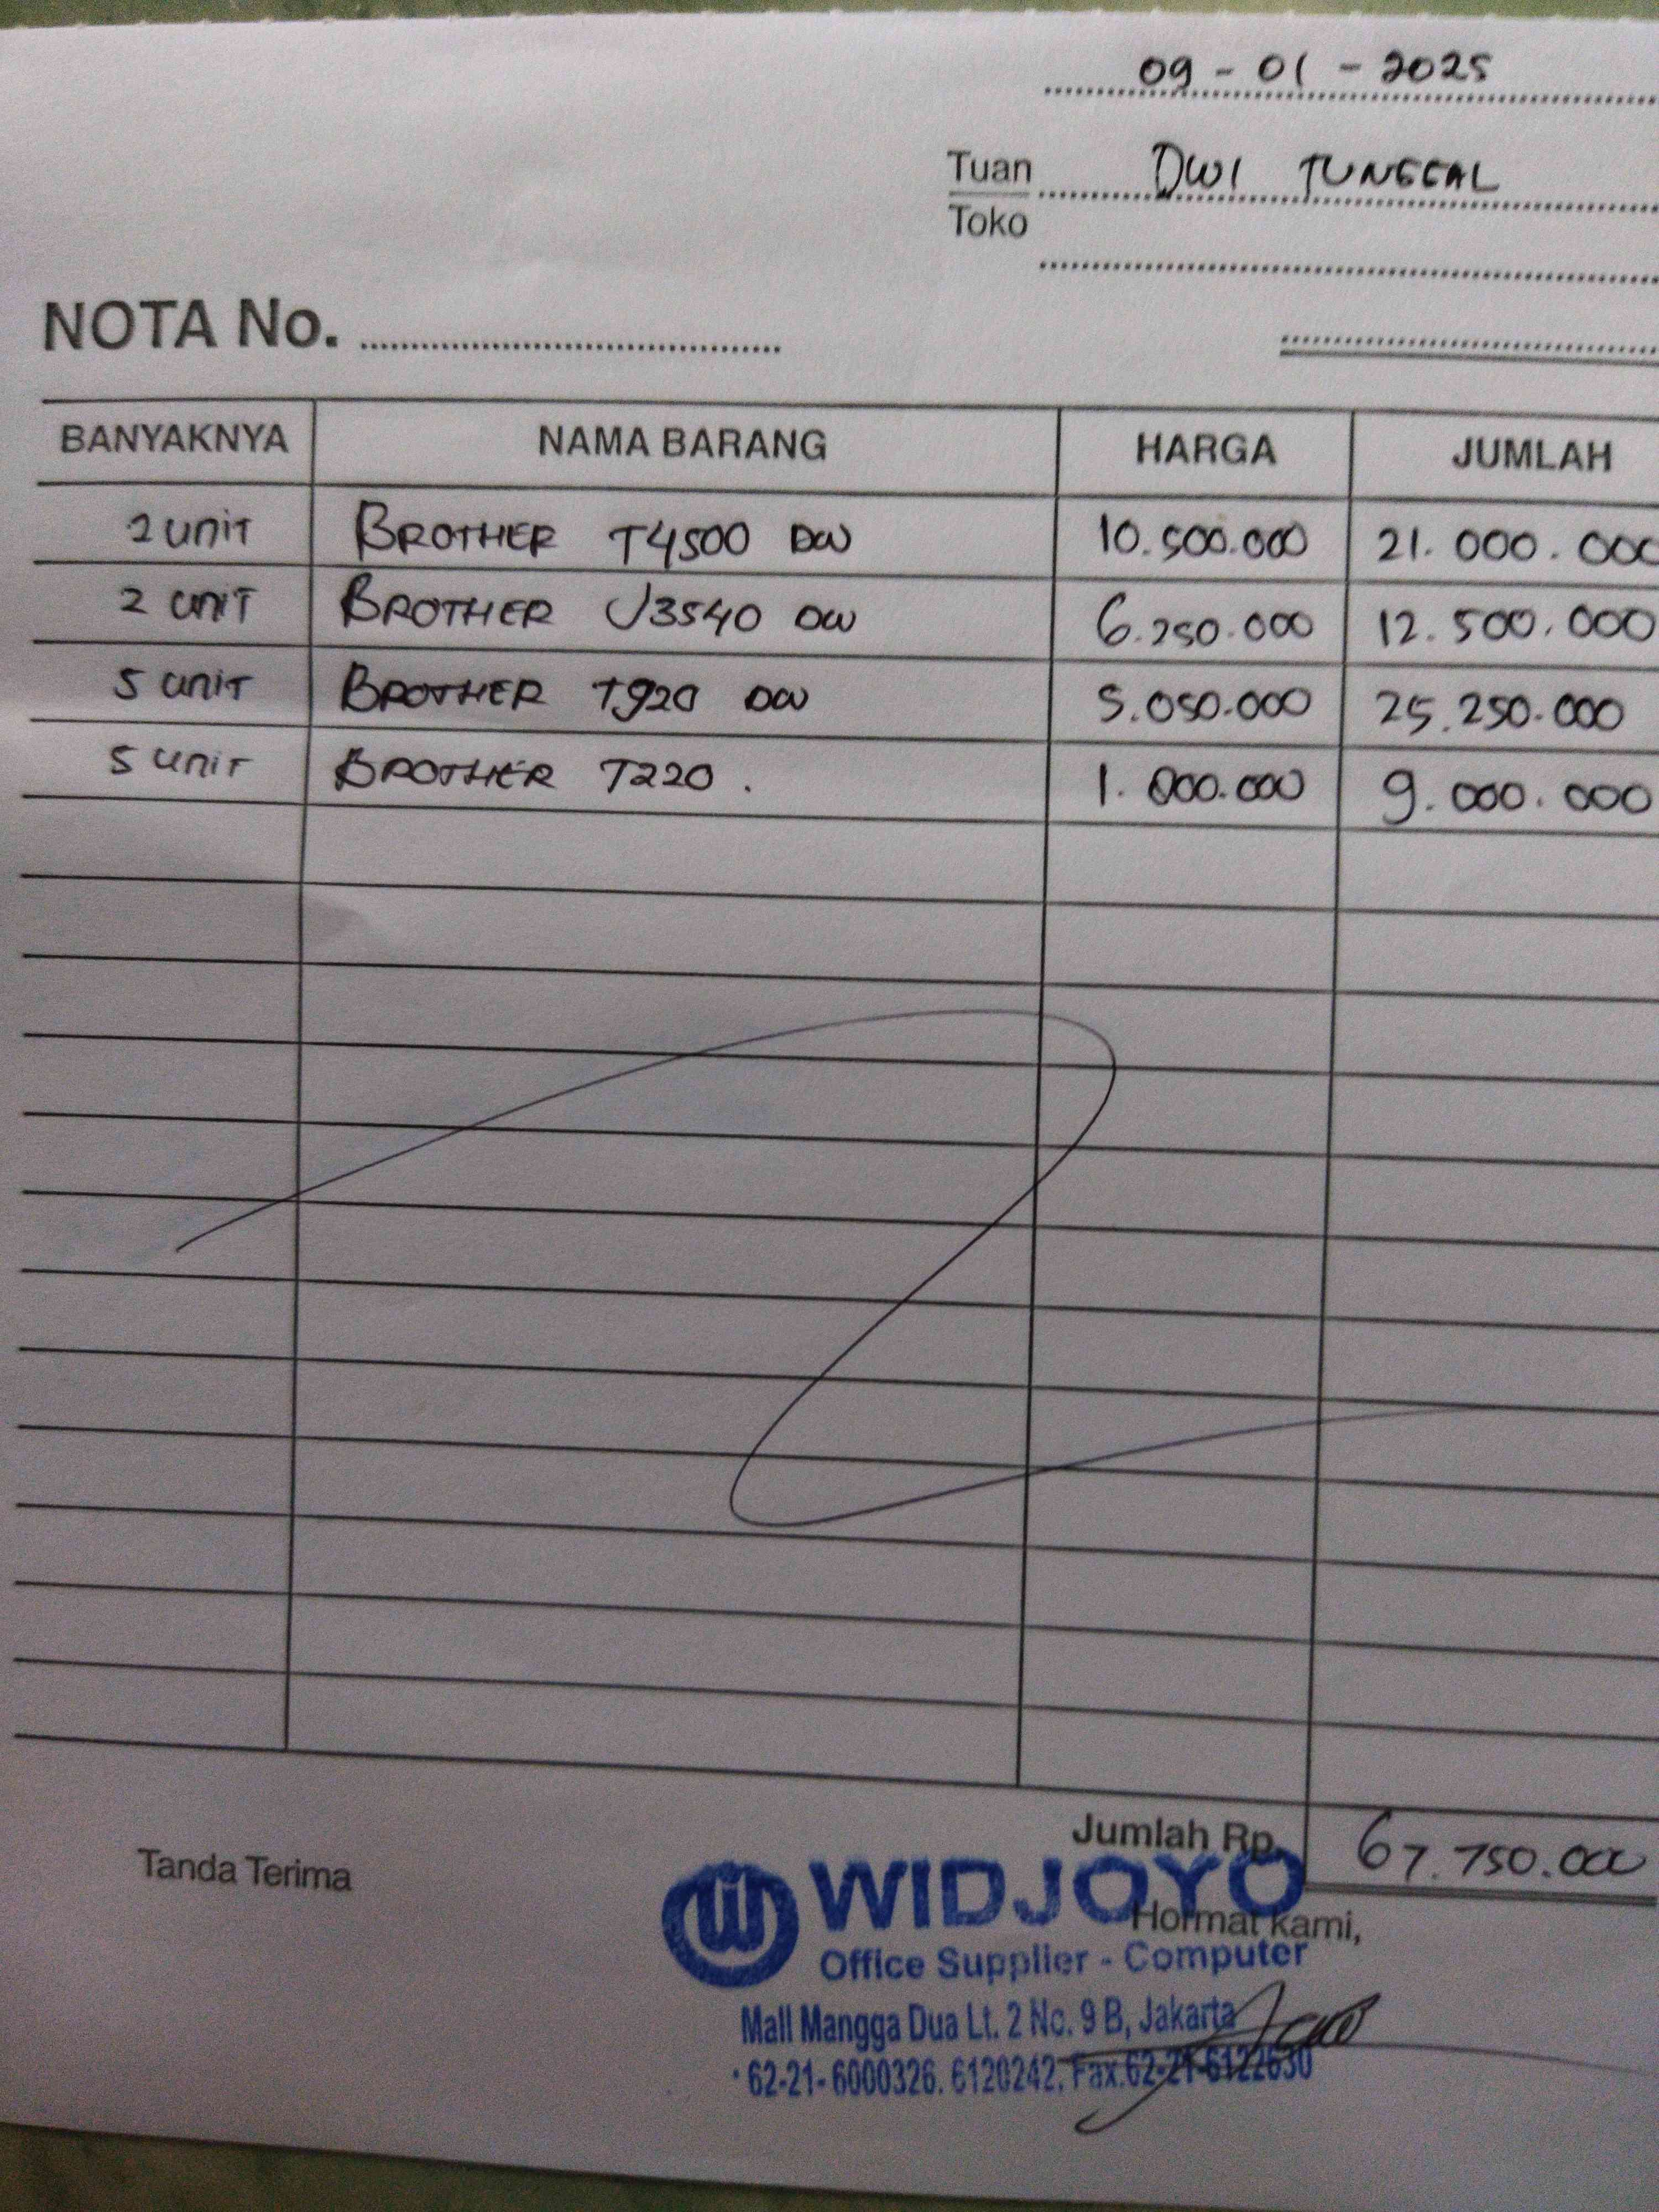 09 - 01 - 2025
Tuan DWI TUNGGAL
Toko
NOTA No.
BANYAKNYA NAMA BARANG HARGA JUMLAH
2 unit BROTHER T4500 DW 10.500.000 21.000.000
2 unit BROTHER J3540 DW 6.250.000 12.500.000
5 unit BROTHER T920 DW 5.050.000 25.250.000
5 unit BROTHER T220. 1.800.000 9.000.000
Jumlah Rp. 67.750.000
Tanda Terima
WIDJOYO
Hormat kami,
Office Supplier - Computer
Mall Mangga Dua Lt. 2 No. 9 B, Jakarta
62-21-6000326. 6120242. Fax.62-21-6122630